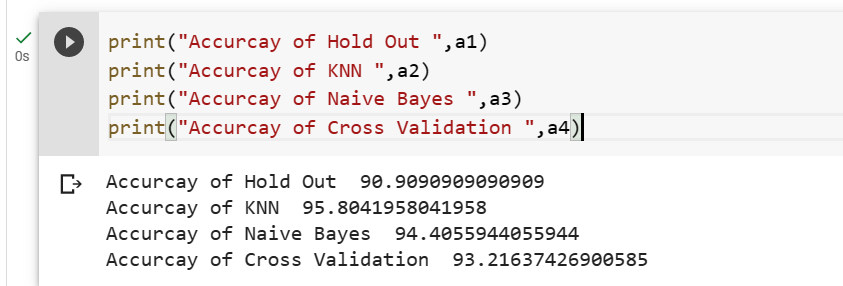 print("Accurcay of Hold Out ",a1)
0s
print("Accurcay of KNN ",a2)
print("Accurcay of Naive Bayes ",a3)
print("Accurcay of Cross Validation ",a4)
Accurcay of Hold Out  90.9090909090909
Accurcay of KNN  95.8041958041958
Accurcay of Naive Bayes  94.4055944055944
Accurcay of Cross Validation  93.21637426900585